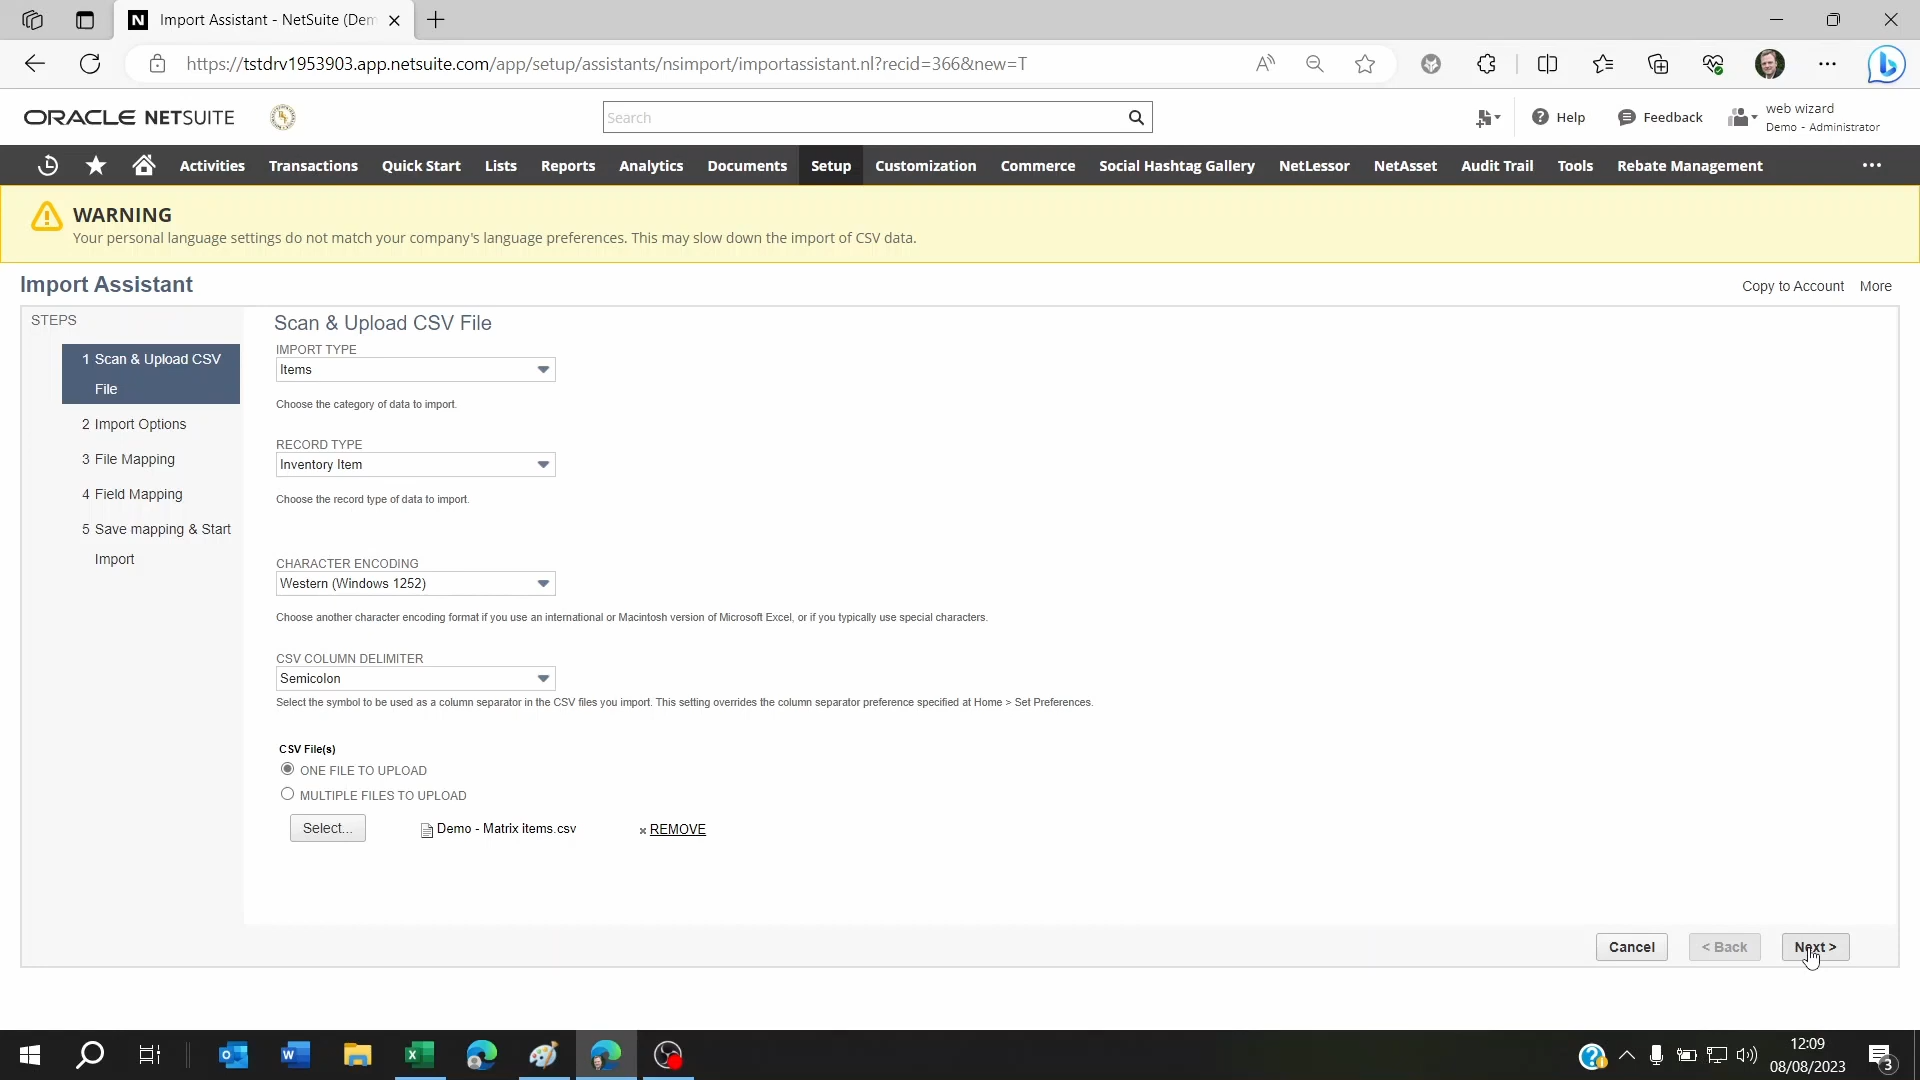 Import Assistant - NetSuite (Dem
https://tstdrv1953903.app.netsuite.com/app/setup/assistants/nsimport/importassistant.nl?recid=366&new=T
ORACLE NETSUITE
Search
Help
Feedback
web wizard
Demo - Administrator
Activities Transactions Quick Start Lists Reports Analytics Documents Setup Customization Commerce Social Hashtag Gallery NetLessor NetAsset Audit Trail Tools Rebate Management
WARNING
Your personal language settings do not match your company's language preferences. This may slow down the import of CSV data.
Import Assistant
Copy to Account More
STEPS
1 Scan & Upload CSV
File
2 Import Options
3 File Mapping
4 Field Mapping
5 Save mapping & Start
Import
Scan & Upload CSV File
IMPORT TYPE
Items
Choose the category of data to import.
RECORD TYPE
Inventory Item
Choose the record type of data to import.
CHARACTER ENCODING
Western (Windows 1252)
Choose another character encoding format if you use an international or Macintosh version of Microsoft Excel, or if you typically use special characters.
CSV COLUMN DELIMITER
Semicolon
Select the symbol to be used as a column separator in the CSV files you import. This setting overrides the column separator preference specified at Home > Set Preferences.
CSV File(s)
ONE FILE TO UPLOAD
MULTIPLE FILES TO UPLOAD
Select... Demo - Matrix items.csv × REMOVE
Cancel < Back Next >
12:09
08/08/2023
3